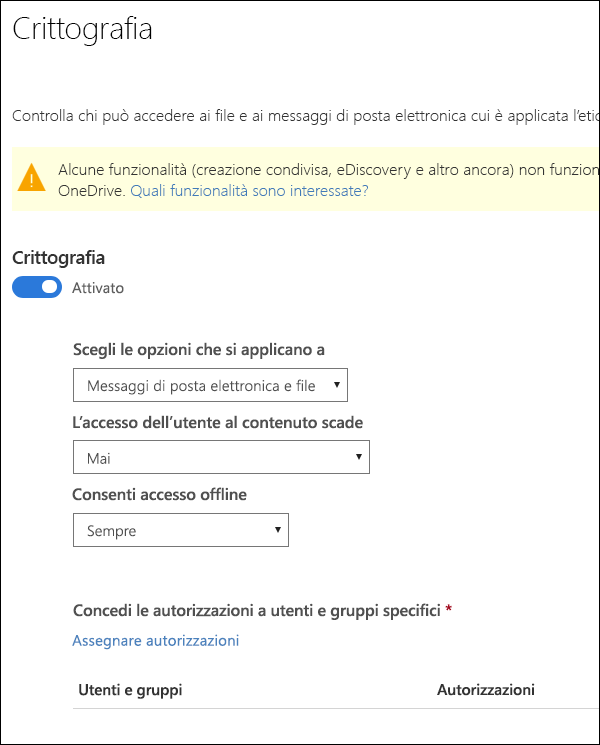 Crittografia
Controlla chi può accedere ai file e ai messaggi di posta elettronica cui è applicata l'etic
Alcune funzionalità (creazione condivisa, eDiscovery e altro ancora) non funzion
OneDrive. Quali funzionalità sono interessate?
Crittografia
Attivato
Scegli le opzioni che si applicano a
Messaggi di posta elettronica e file
L'accesso dell'utente al contenuto scade
Mai
Consenti accesso offline
Sempre
Concedi le autorizzazioni a utenti e gruppi specifici *
Assegnare autorizzazioni
Utenti e gruppi Autorizzazioni